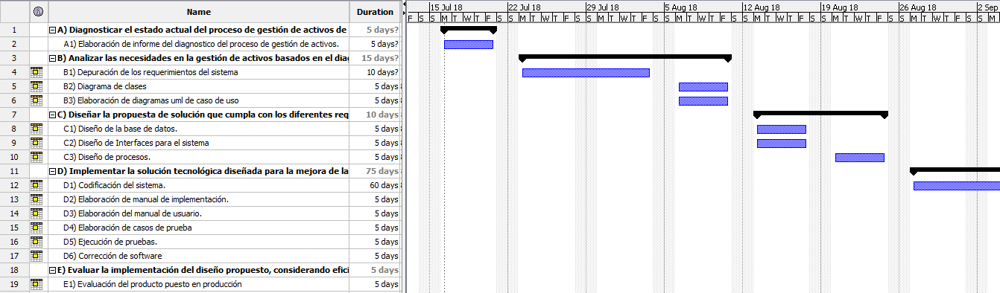 Name Duration
15 Jul 18 22 Jul 18 29 Jul 18 5 Aug 18 12 Aug 18 19 Aug 18 26 Aug 18 2 Sep
F S S M T W T F S S M T W T F S S M T W T F S S M T W T F S S M T W T F S S M T W T F S S M T W T F S S M
1 A) Diagnosticar el estado actual del proceso de gestión de activos de 5 days?
2 A1) Elaboración de informe del diagnostico del proceso de gestión de activos. 5 days?
3 B) Analizar las necesidades en la gestión de activos basados en el diag 15 days?
4 B1) Depuración de los requerimientos del sistema 10 days?
5 B2) Diagrama de clases 5 days
6 B3) Elaboración de diagramas uml de caso de uso 5 days
7 C) Diseñar la propuesta de solución que cumpla con los diferentes req 10 days
8 C1) Diseño de la base de datos. 5 days
9 C2) Diseño de Interfaces para el sistema 5 days
10 C3) Diseño de procesos. 5 days
11 D) Implementar la solución tecnológica diseñada para la mejora de la 75 days
12 D1) Codificación del sistema. 60 days
13 D2) Elaboración de manual de implementación. 5 days
14 D3) Elaboración del manual de usuario. 5 days
15 D4) Elaboración de casos de prueba 5 days
16 D5) Ejecución de pruebas. 5 days
17 D6) Corrección de software 5 days
18 E) Evaluar la implementación del diseño propuesto, considerando efici 5 days
19 E1) Evaluación del producto puesto en producción 5 days